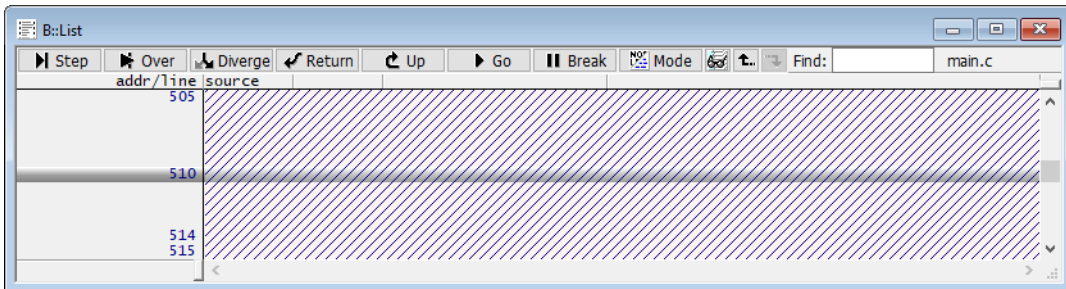 B::List
Step Over Diverge Return Up Go Break Mode Find: main.c
addr/line source
505
510
514
515